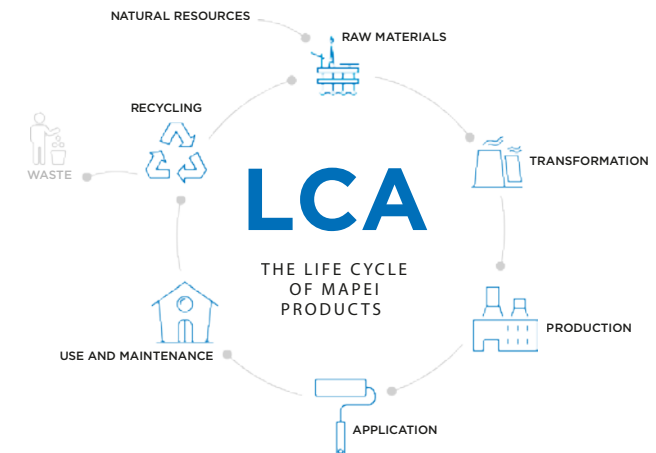 NATURAL RESOURCES
RAW MATERIALS
RECYCLING
TRANSFORMATION
WASTE
LCA
THE LIFE CYCLE
OF MAPEI
PRODUCTS
PRODUCTION
USE AND MAINTENANCE
APPLICATION